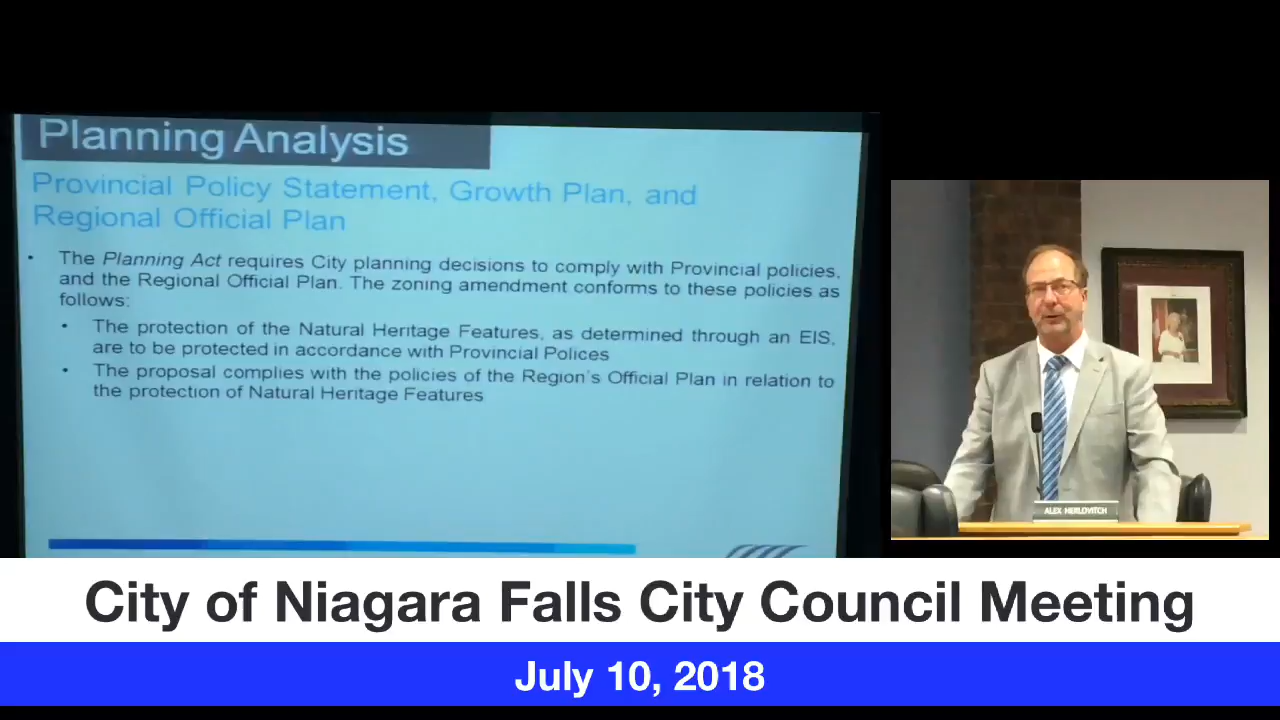 Planning Analysis
Provincial Policy Statement, Growth Plan, and
Regional Official Plan
• The Planning Act requires City planning decisions to comply with Provincial policies,
and the Regional Official Plan. The zoning amendment conforms to these policies as
follows:
• The protection of the Natural Heritage Features, as determined through an EIS,
are to be protected in accordance with Provincial Polices
• The proposal complies with the policies of the Region's Official Plan in relation to
the protection of Natural Heritage Features
ALEX HERLOVITCH
City of Niagara Falls City Council Meeting
July 10, 2018